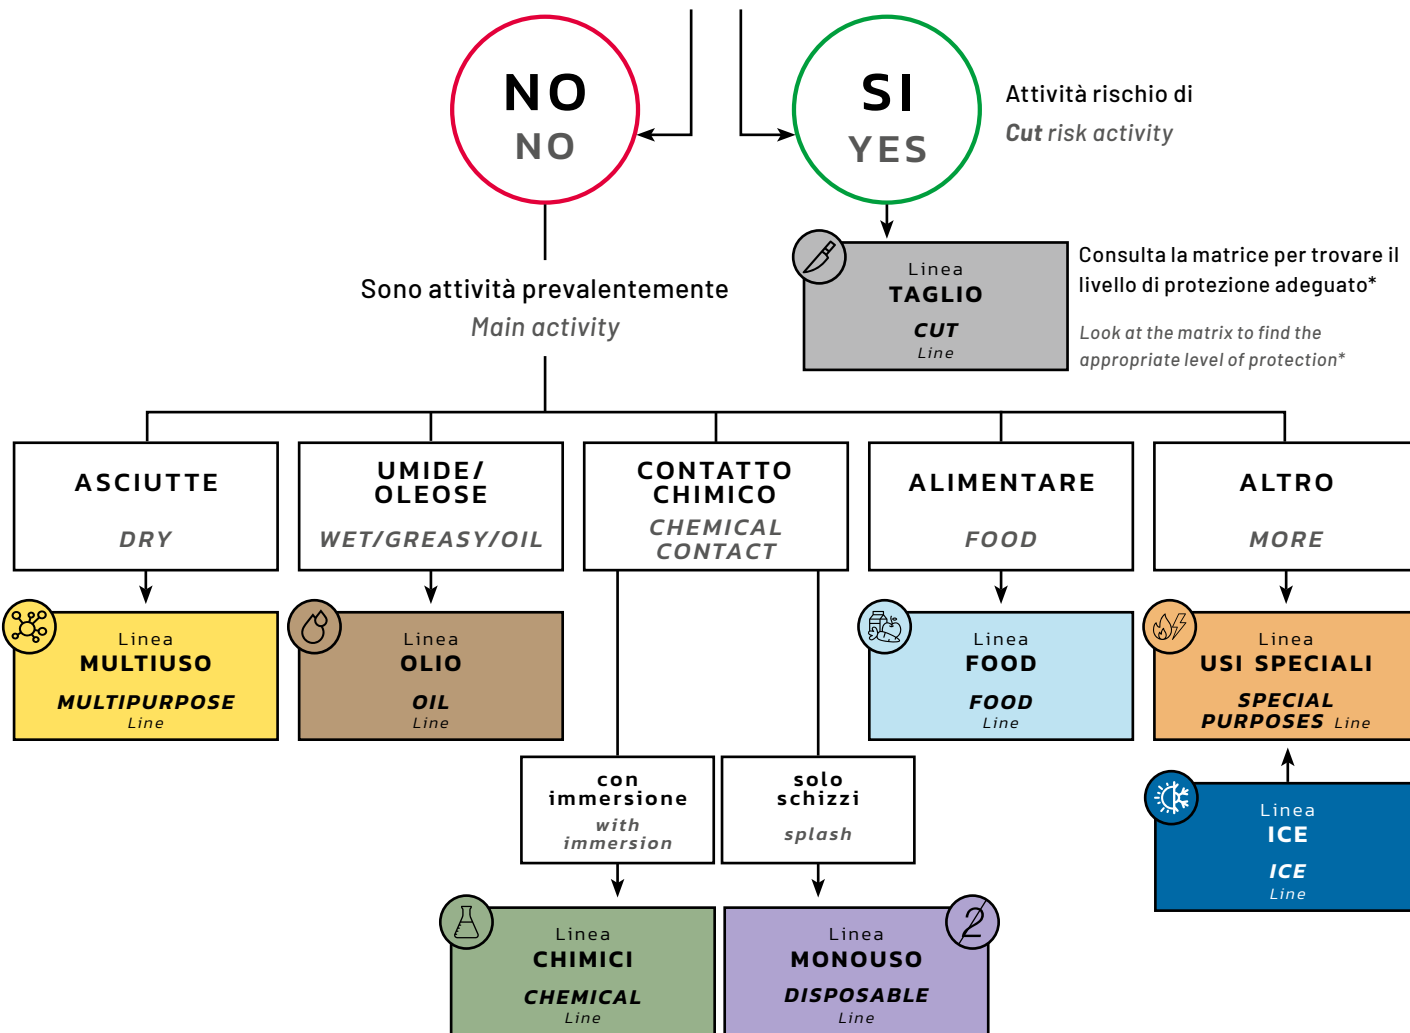 NO
NO
SI
YES
Attività rischio di
Cut risk activity
Linea
TAGLIO
CUT
Line
Consulta la matrice per trovare il
livello di protezione adeguato*
Look at the matrix to find the
appropriate level of protection*
Sono attività prevalentemente
Main activity
ASCIUTTE
DRY
UMIDE/
OLEOSE
WET/GREASY/OIL
CONTATTO
CHIMICO
CHEMICAL
CONTACT
ALIMENTARE
FOOD
ALTRO
MORE
Linea
MULTIUSO
MULTIPURPOSE
Line
Linea
OLIO
OIL
Line
Linea
FOOD
FOOD
Line
Linea
USI SPECIALI
SPECIAL
PURPOSES Line
con
immersione
with
immersion
solo
schizzi
splash
Linea
ICE
ICE
Line
Linea
CHIMICI
CHEMICAL
Line
2
Linea
MONOUSO
DISPOSABLE
Line